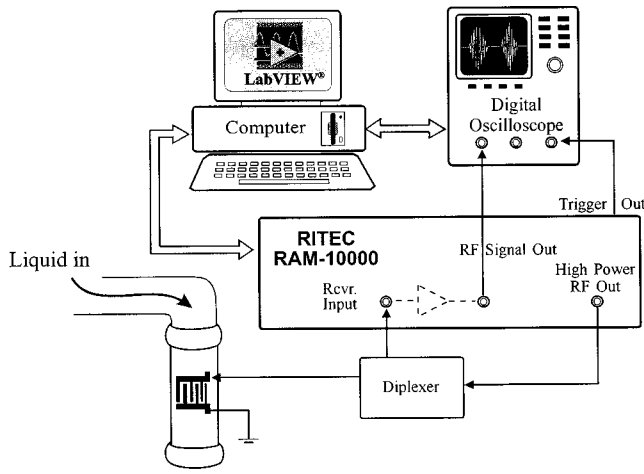 LabVIEW®
Computer
Digital
Oscilloscope
Trigger Out
RITEC
RAM-10000
RF Signal Out
High Power
RF Out
Rcvr.
Input
Liquid in
Diplexer